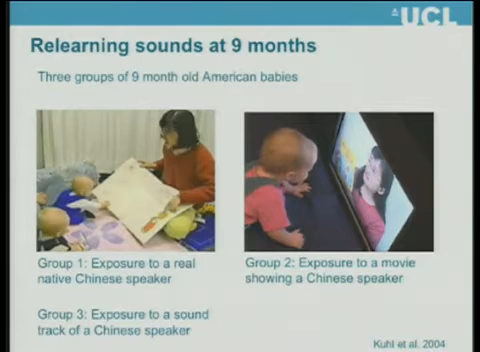 UCL
Relearning sounds at 9 months
Three groups of 9 month old American babies
Group 1: Exposure to a real
native Chinese speaker
Group 2: Exposure to a movie
showing a Chinese speaker
Group 3: Exposure to a sound
track of a Chinese speaker
Kuhl et al. 2004